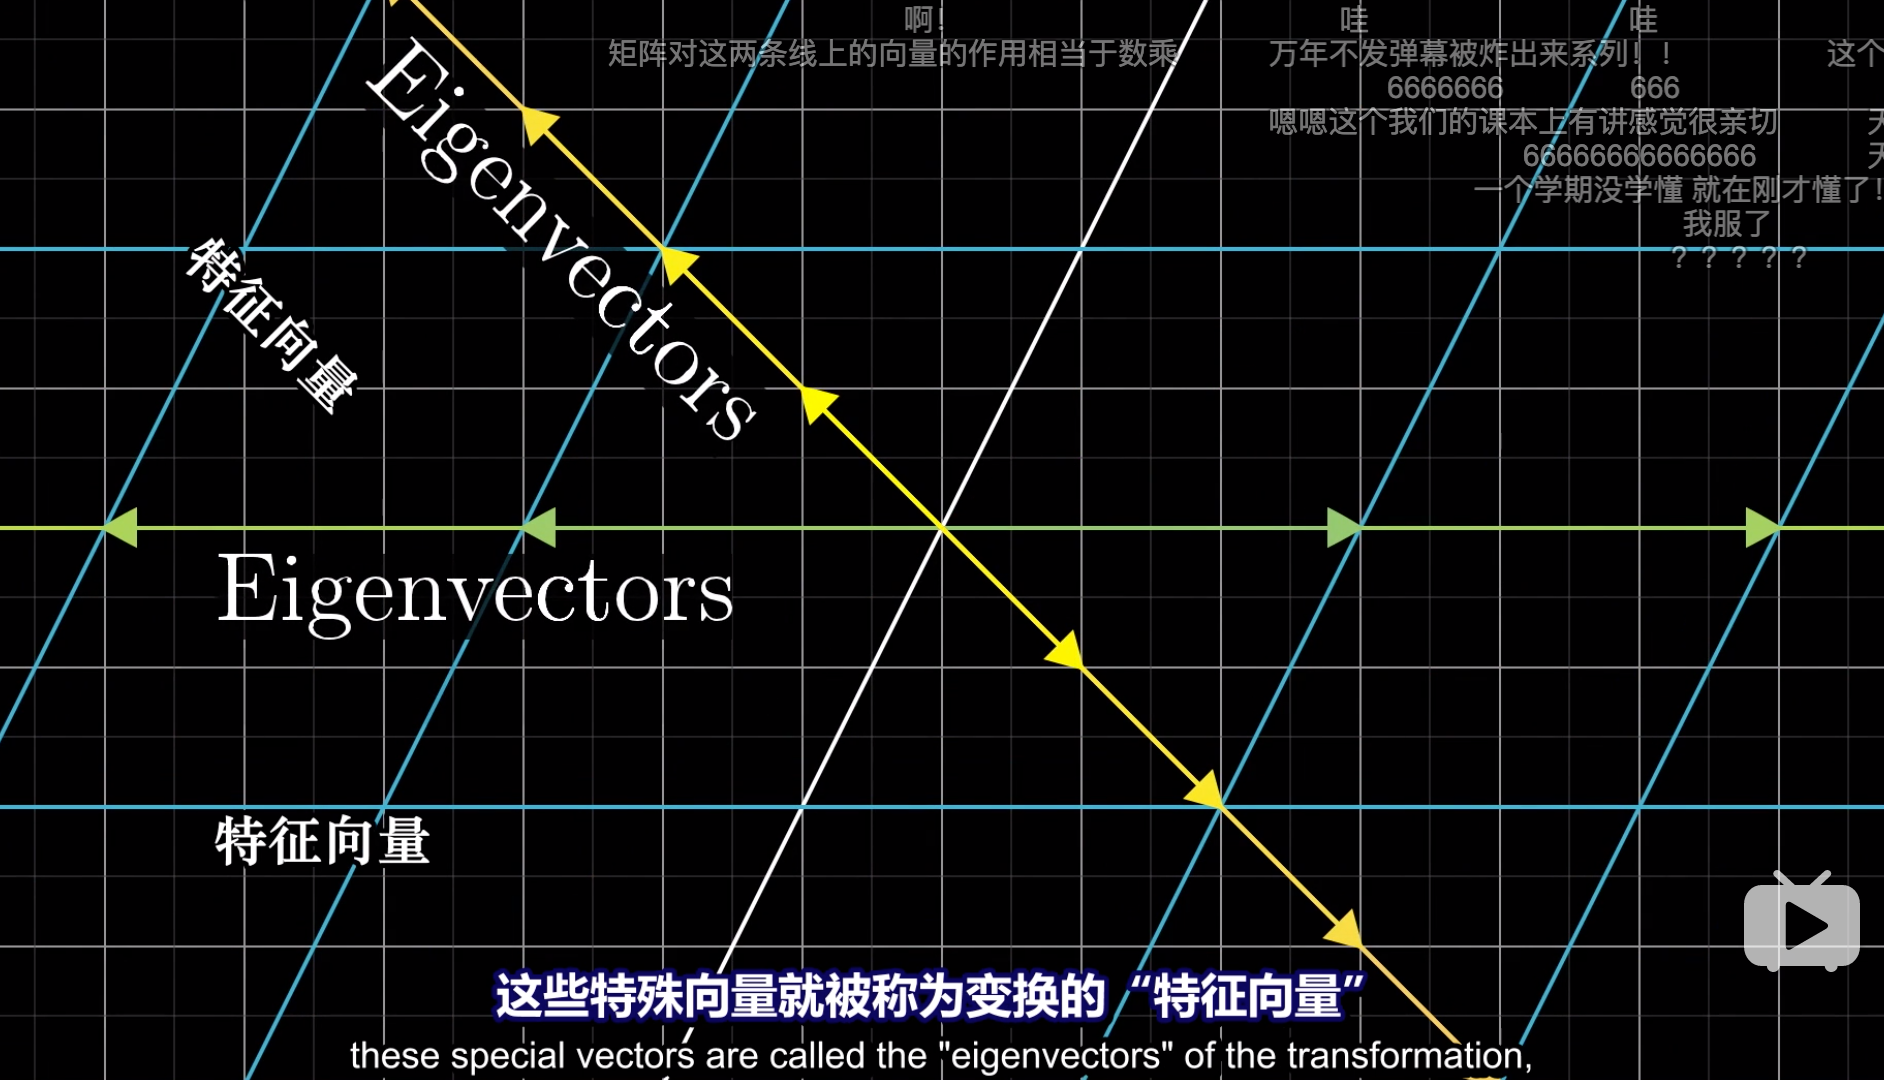 啊！
哇
哇
矩阵对这两条线上的向量的作用相当于数乘
万年不发弹幕被炸出来系列！！
这个
6666666
666
嗯嗯这个我们的课本上有讲感觉很亲切
66666666666666
一个学期没学懂 就在刚才懂了！
我服了
？？？？？
Eigenvectors
特征向量
Eigenvectors
特征向量
这些特殊向量就被称为变换的“特征向量”
these special vectors are called the "eigenvectors" of the transformation,